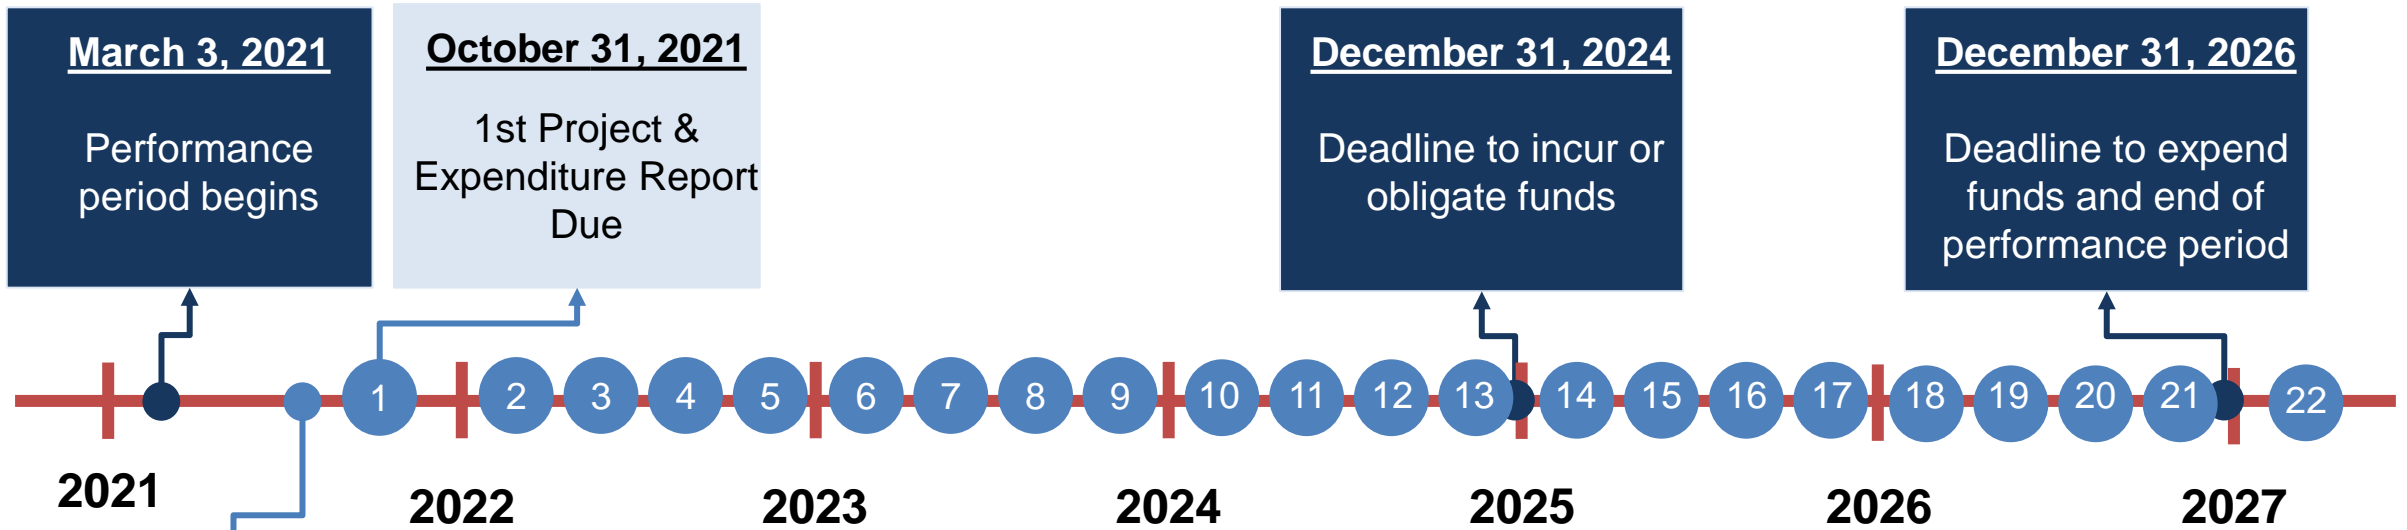 March 3, 2021
Performance
period begins
October 31, 2021
1st Project &
Expenditure Report
Due
December 31, 2024
Deadline to incur or
obligate funds
December 31, 2026
Deadline to expend
funds and end of
performance period
1 2 3 4 5 6 7 8 9 10 11 12 13 14 15 16 17 18 19 20 21 22
2021 2022 2023 2024 2025 2026 2027